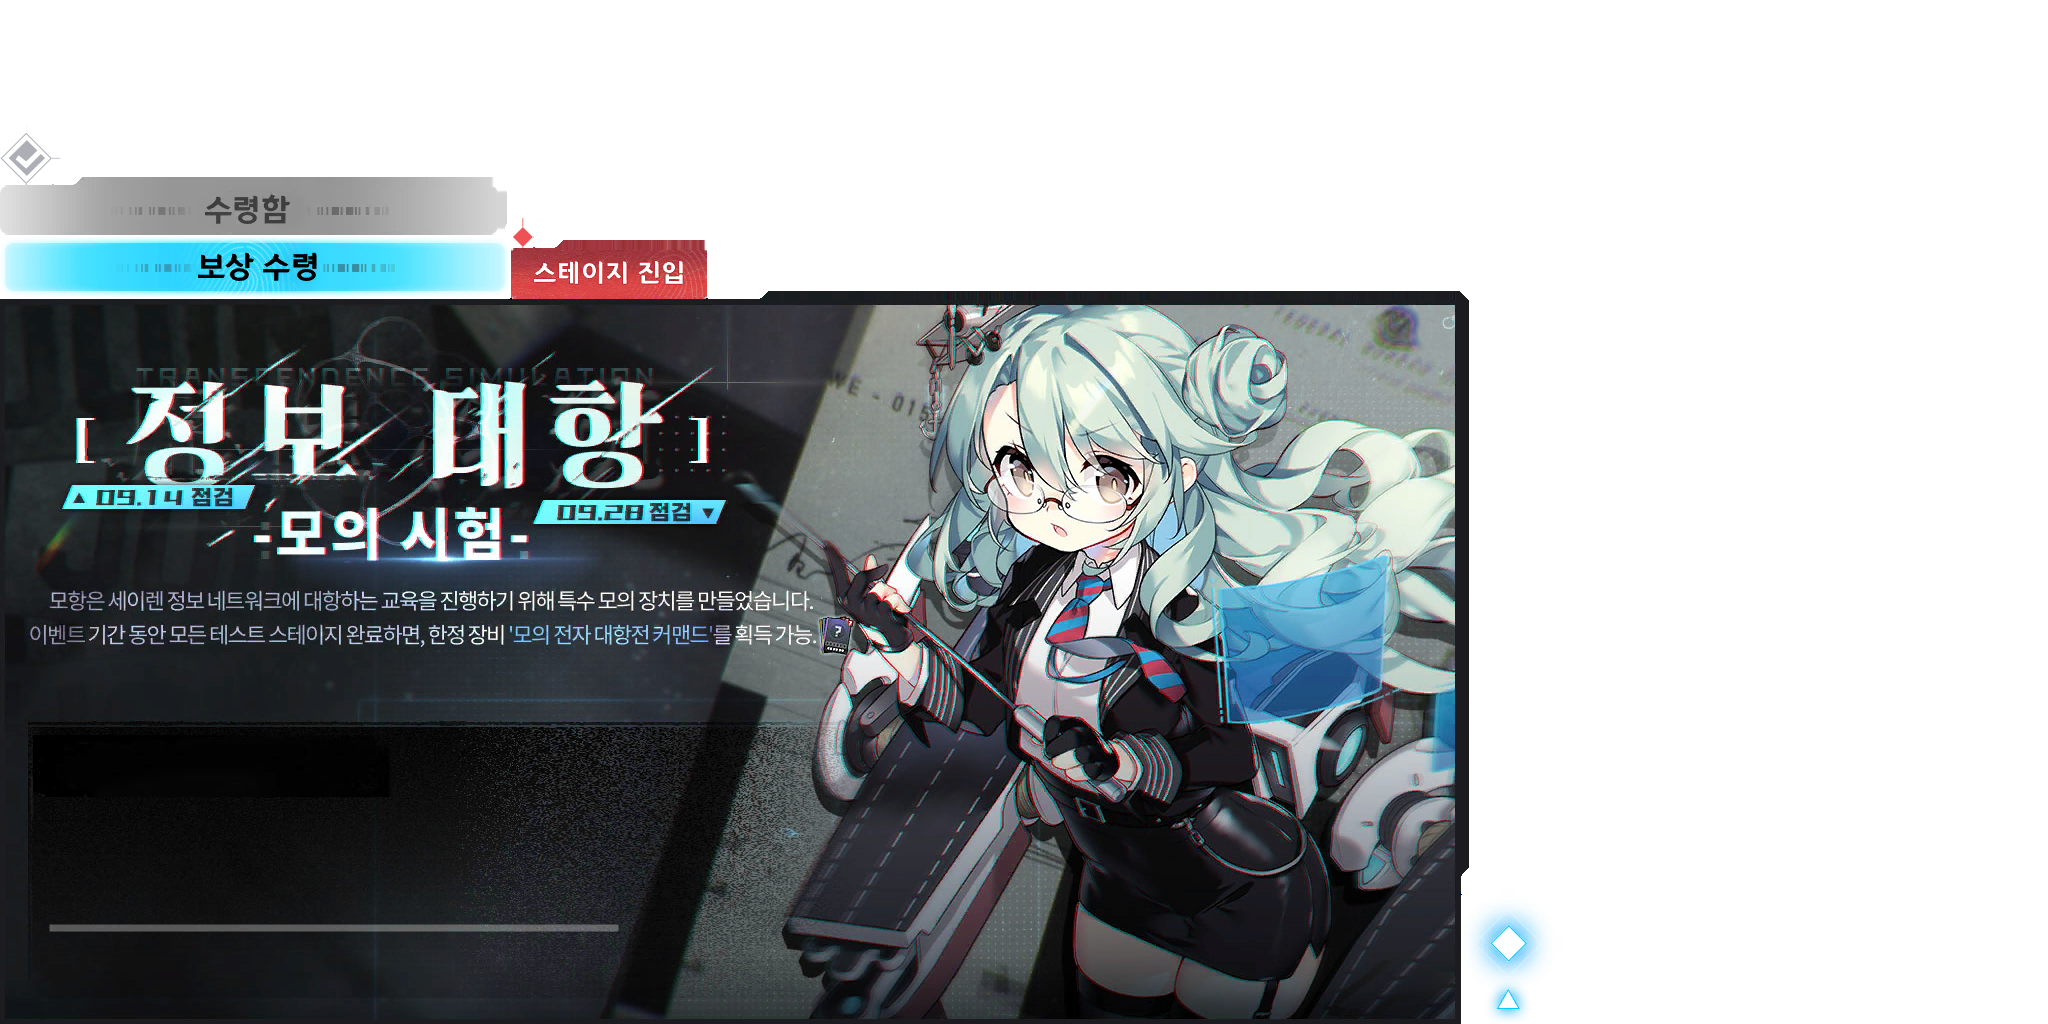 수령함
보상 수령
스테이지 진입
TRANSPENDENCE SIMULATION
[ 정보 대항 ]
▲ 09.14 점검
09.28 점검 ▼
-모의 시험-
모항은 세이렌 정보 네트워크에 대항하는 교육을 진행하기 위해 특수 모의 장치를 만들었습니다.
이벤트 기간 동안 모든 테스트 스테이지 완료하면, 한정 장비 '모의 전자 대항전 커맨드'를 획득 가능.
?